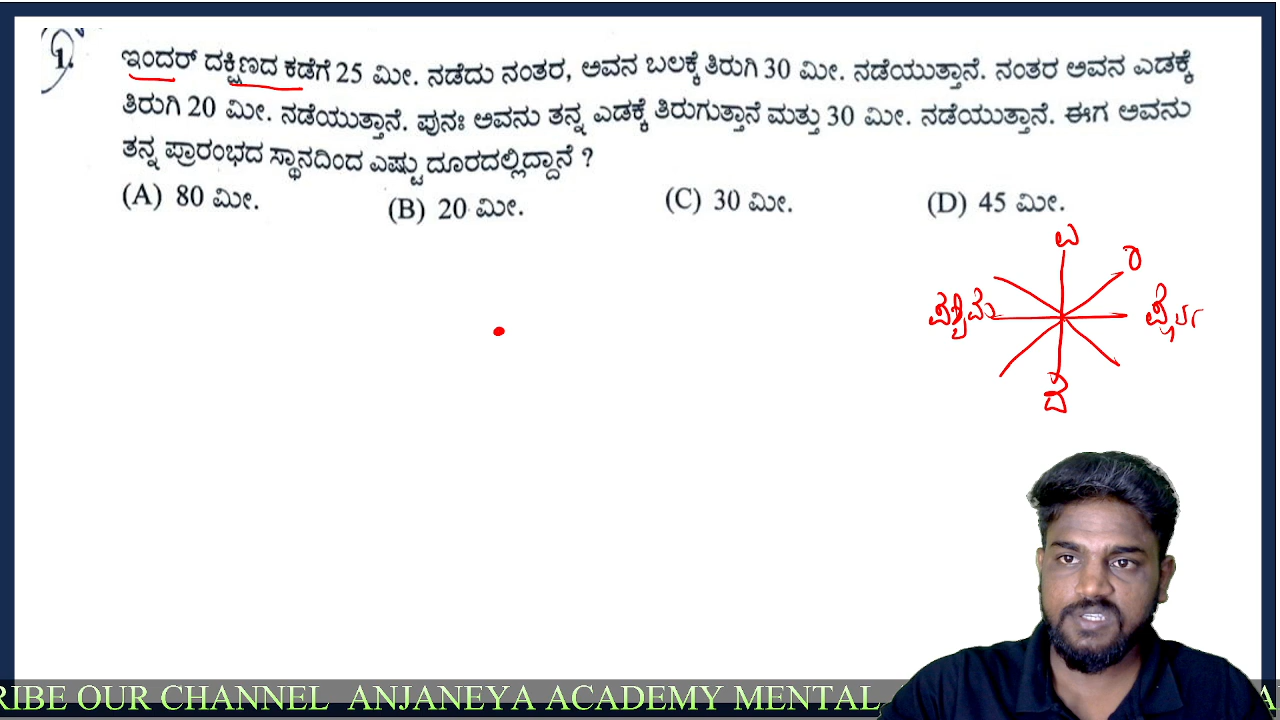 1. ಇಂದರ್ ದಕ್ಷಿಣದ ಕಡೆಗೆ 25 ಮೀ. ನಡೆದು ನಂತರ, ಅವನ ಬಲಕ್ಕೆ ತಿರುಗಿ 30 ಮೀ. ನಡೆಯುತ್ತಾನೆ. ನಂತರ ಅವನ ಎಡಕ್ಕೆ
ತಿರುಗಿ 20 ಮೀ. ನಡೆಯುತ್ತಾನೆ. ಪುನಃ ಅವನು ತನ್ನ ಎಡಕ್ಕೆ ತಿರುಗುತ್ತಾನೆ ಮತ್ತು 30 ಮೀ. ನಡೆಯುತ್ತಾನೆ. ಈಗ ಅವನು
ತನ್ನ ಪ್ರಾರಂಭದ ಸ್ಥಾನದಿಂದ ಎಷ್ಟು ದೂರದಲ್ಲಿದ್ದಾನೆ ?
(A) 80 ಮೀ. (B) 20 ಮೀ. (C) 30 ಮೀ. (D) 45 ಮೀ.
ಪಶ್ಚಿಮ
RIBE OUR CHANNEL ANJANEYA ACADEMY MENTAL